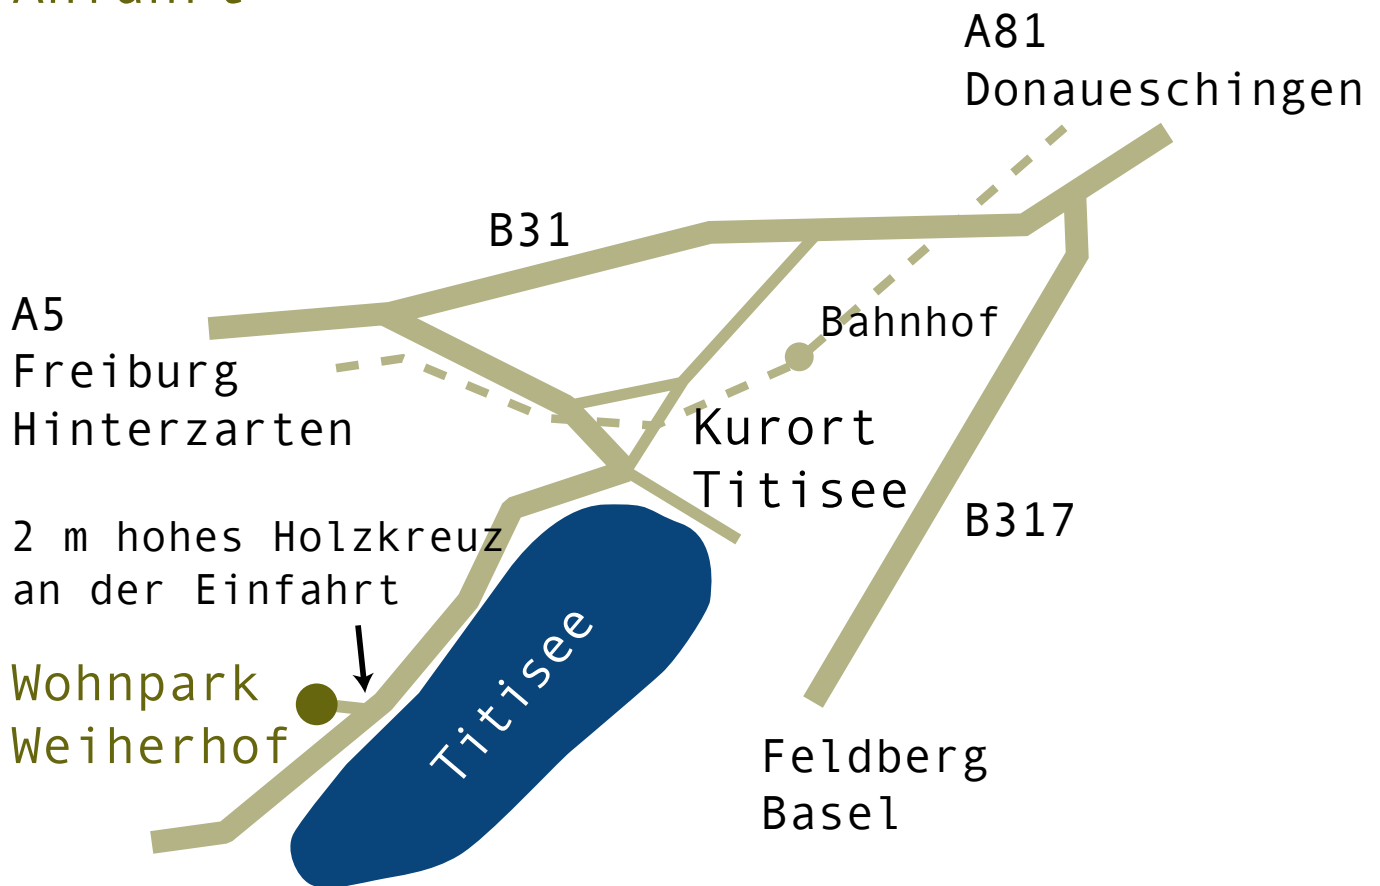 A81
Donaueschingen
B31
A5
Freiburg
Hinterzarten
Bahnhof
Kurort
Titisee
B317
2 m hohes Holzkreuz
an der Einfahrt
Wohnpark
Weiherhof
Titisee
Feldberg
Basel